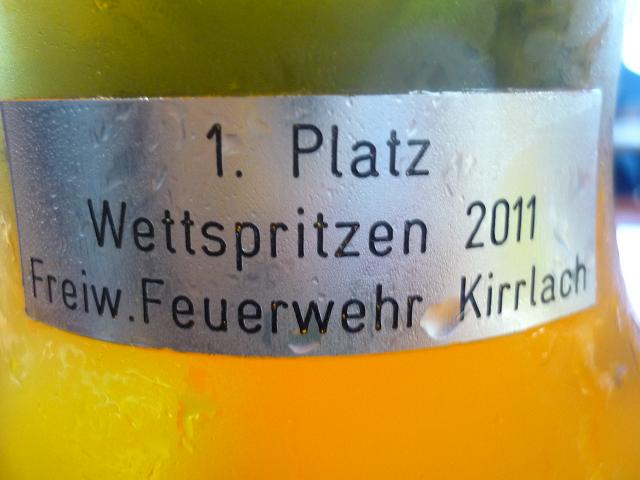 1. Platz
Wettspritzen 2011
Freiw. Feuerwehr Kirrlach